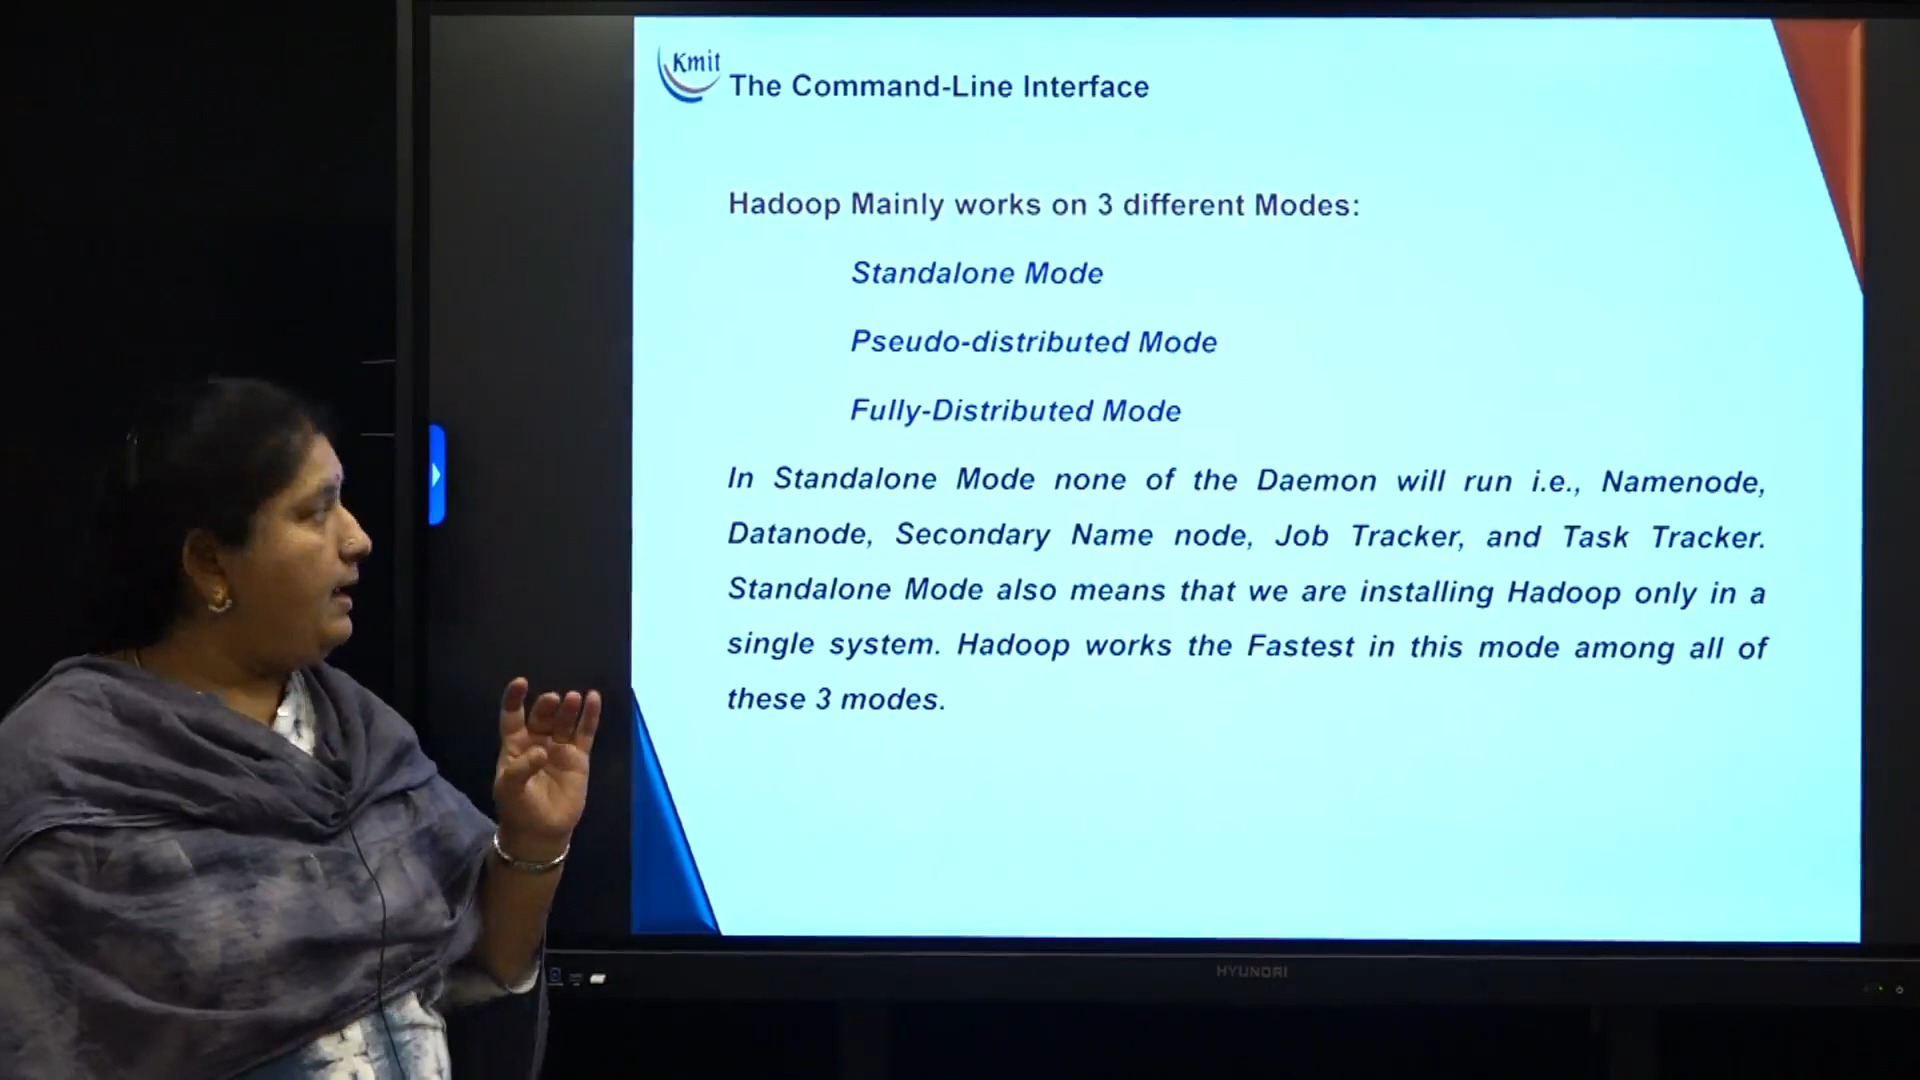 Kmit
The Command-Line Interface
Hadoop Mainly works on 3 different Modes:
Standalone Mode
Pseudo-distributed Mode
Fully-Distributed Mode
In Standalone Mode none of the Daemon will run i.e., Namenode,
Datanode, Secondary Name node, Job Tracker, and Task Tracker.
Standalone Mode also means that we are installing Hadoop only in a
single system. Hadoop works the Fastest in this mode among all of
these 3 modes.
HYUNDAI